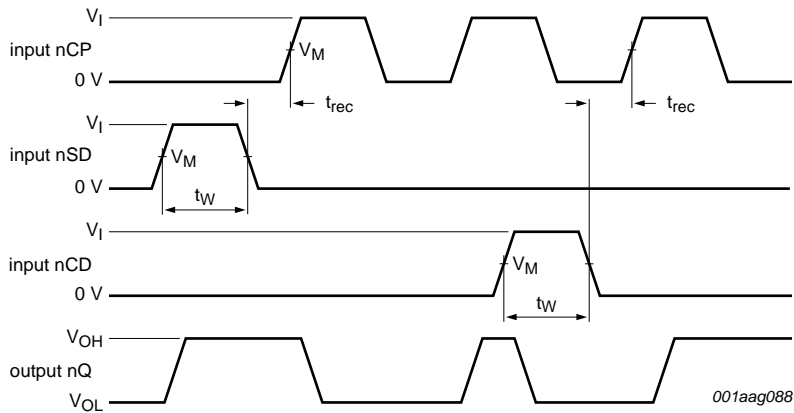 VI
input nCP
VM
0 V
trec
trec
VI
input nSD
VM
0 V
tW
VI
input nCD
VM
0 V
tW
VOH
output nQ
VOL
001aag088